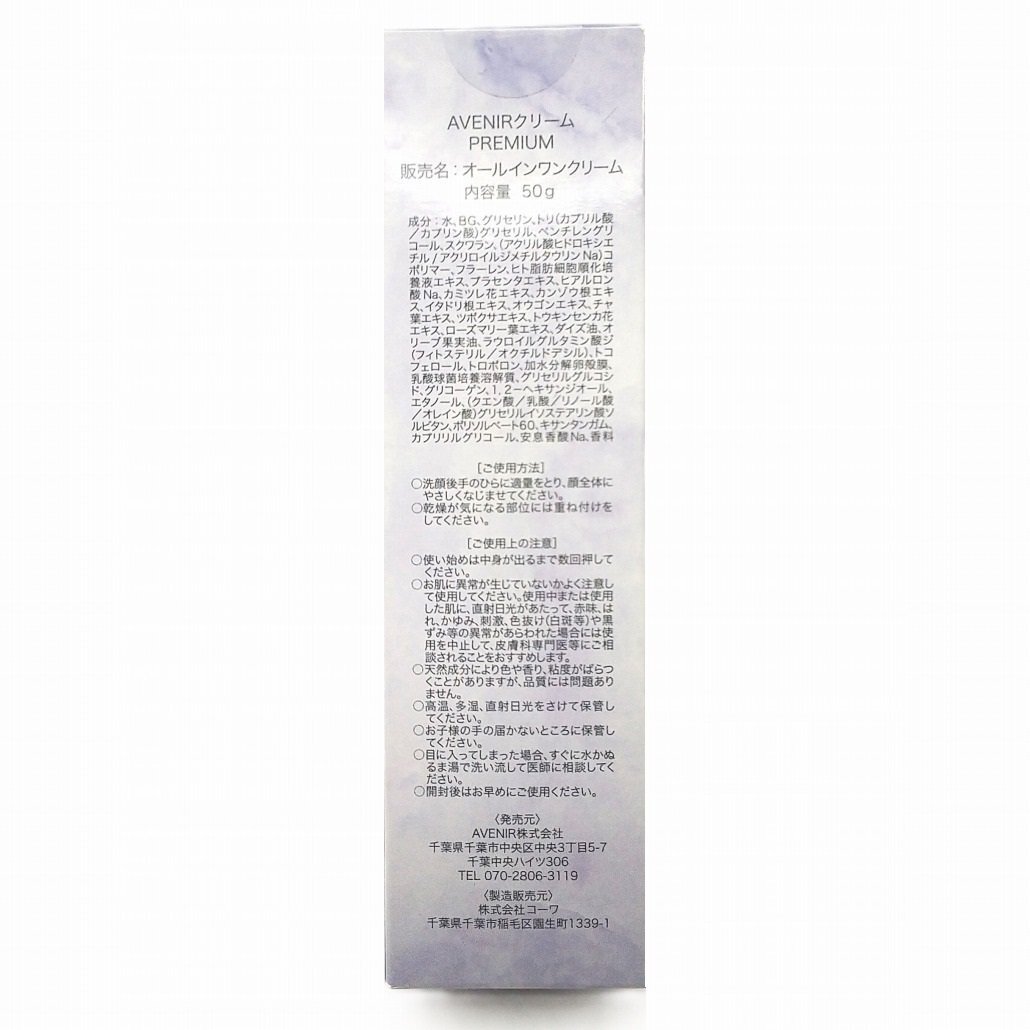 AVENIRクリーム
PREMIUM
販売名：オールインワンクリーム
内容量 50g
成分：水、BG、グリセリン、トリ(カプリル酸
／カプリン酸)グリセリル、ペンチレングリ
コール、スクワラン、(アクリル酸ヒドロキシエ
チル/アクリロイルジメチルタウリンNa)コ
ポリマー、フラーレン、ヒト脂肪細胞順化培
養液エキス、プラセンタエキス、ヒアルロン
酸Na、カミツレ花エキス、カンゾウ根エキ
ス、イタドリ根エキス、オウゴンエキス、チャ
葉エキス、ツボクサエキス、トウキンセンカ花
エキス、ローズマリー葉エキス、ダイズ油、オ
リーブ果実油、ラウロイルグルタミン酸ジ
(フィトステリル／オクチルドデシル)、トコ
フェロール、トロポロン、加水分解卵殻膜、
乳酸球菌培養溶解質、グリセリルグルコシ
ド、グリコーゲン、1,2－ヘキサンジオール、
エタノール、(クエン酸／乳酸／リノール酸
／オレイン酸)グリセリルイソステアリン酸ソ
ルビタン、ポリソルベート60、キサンタンガム、
カプリリルグリコール、安息香酸Na、香料
［ご使用方法］
○洗顔後手のひらに適量をとり、顔全体に
やさしくなじませてください。
○乾燥が気になる部位には重ね付けを
してください。
［ご使用上の注意］
○使い始めは中身が出るまで数回押して
ください。
○お肌に異常が生じていないかよく注意し
て使用してください。使用中または使用
した肌に、直射日光があたって、赤味、は
れ、かゆみ、刺激、色抜け(白斑等)や黒
ずみ等の異常があらわれた場合には使
用を中止して、皮膚科専門医等にご相
談されることをおすすめします。
○天然成分により色や香り、粘度がばらつ
くことがありますが、品質には問題あり
ません。
○高温、多湿、直射日光をさけて保管し
てください。
○お子様の手の届かないところに保管し
てください。
○目に入ってしまった場合、すぐに水かぬ
るま湯で洗い流して医師に相談してく
ださい。
○開封後はお早めにご使用ください。
〈発売元〉
AVENIR株式会社
千葉県千葉市中央区中央3丁目5-7
千葉中央ハイツ306
TEL 070-2806-3119
〈製造販売元〉
株式会社コーワ
千葉県千葉市稲毛区園生町1339-1